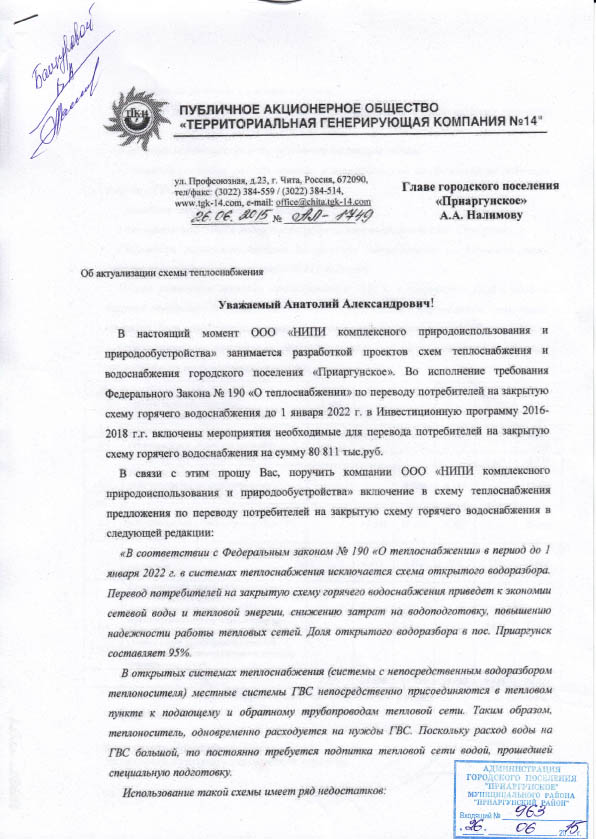 Башуровой
В.В
ТГК-14
ПУБЛИЧНОЕ АКЦИОНЕРНОЕ ОБЩЕСТВО
«ТЕРРИТОРИАЛЬНАЯ ГЕНЕРИРУЮЩАЯ КОМПАНИЯ №14"
ул. Профсоюзная, д.23, г. Чита, Россия, 672090,
тел/факс: (3022) 384-559 / (3022) 384-514,
www.tgk-14.com, e-mail: office@chita.tgk-14.com
26.06.2015 № АЛ-1749
Главе городского поселения
«Приаргунское»
А.А. Налимову
Об актуализации схемы теплоснабжения
Уважаемый Анатолий Александрович!
В настоящий момент ООО «НИПИ комплексного природоиспользования и
природообустройства» занимается разработкой проектов схем теплоснабжения и
водоснабжения городского поселения «Приаргунское». Во исполнение требования
Федерального Закона № 190 «О теплоснабжении» по переводу потребителей на закрытую
схему горячего водоснабжения до 1 января 2022 г. в Инвестиционную программу 2016-
2018 г.г. включены мероприятия необходимые для перевода потребителей на закрытую
схему горячего водоснабжения на сумму 80 811 тыс.руб.
В связи с этим прошу Вас, поручить компании ООО «НИПИ комплексного
природоиспользования и природообустройства» включение в схему теплоснабжения
предложения по переводу потребителей на закрытую схему горячего водоснабжения в
следующей редакции:
«В соответствии с Федеральным законом № 190 «О теплоснабжении» в период до 1
января 2022 г. в системах теплоснабжения исключается схема открытого водоразбора.
Перевод потребителей на закрытую схему горячего водоснабжения приведет к экономии
сетевой воды и тепловой энергии, снижению затрат на водоподготовку, повышению
надежности работы тепловых сетей. Доля открытого водоразбора в пос. Приаргунск
составляет 95%.
В открытых системах теплоснабжения (системы с непосредственным водоразбором
теплоносителя) местные системы ГВС непосредственно присоединяются в тепловом
пункте к подающему и обратному трубопроводам тепловой сети. Таким образом,
теплоноситель, одновременно расходуется на нужды ГВС. Поскольку расход воды на
ГВС большой, то постоянно требуется подпитка тепловой сети водой, прошедшей
специальную подготовку.
Использование такой схемы имеет ряд недостатков:
АДМИНИСТРАЦИЯ
ГОРОДСКОГО ПОСЕЛЕНИЯ
"ПРИАРГУНСКОЕ"
МУНИЦИПАЛЬНОГО РАЙОНА
"ПРИАРГУНСКИЙ РАЙОН"
Входящий № 963
«26» 06 2015 г.